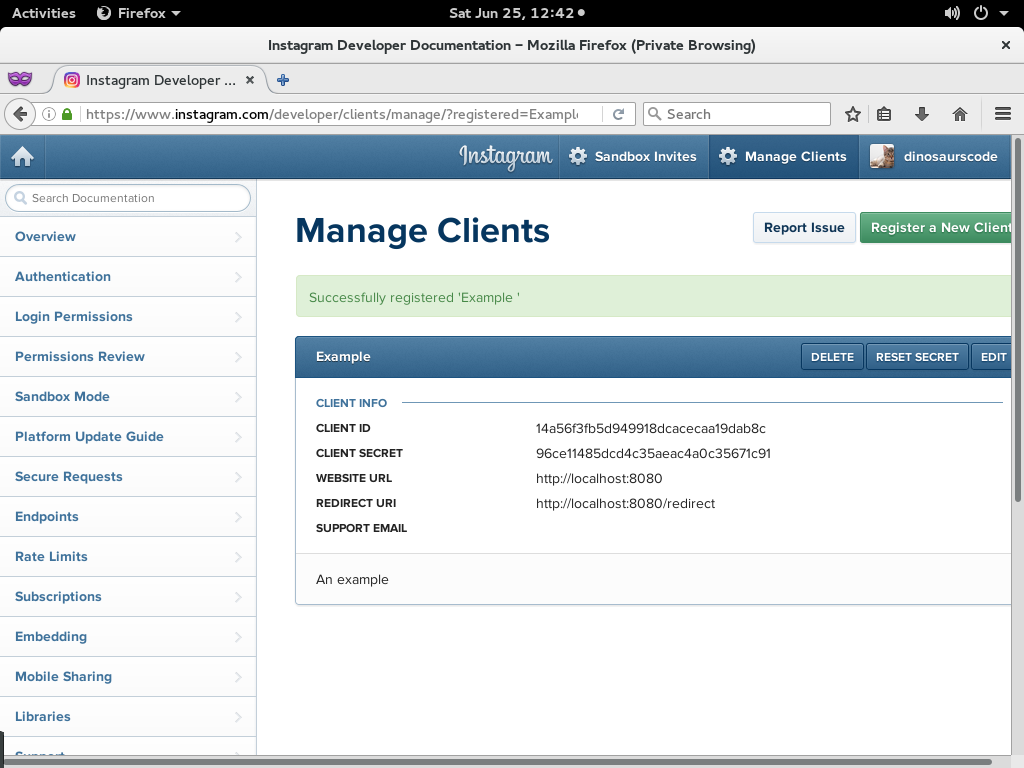 Activities Firefox Sat Jun 25, 12:42
Instagram Developer Documentation – Mozilla Firefox (Private Browsing)
Instagram Developer ...
https://www.instagram.com/developer/clients/manage/?registered=Exampl
Search
Instagram Sandbox Invites Manage Clients dinosaurscode
Search Documentation
Overview
Authentication
Login Permissions
Permissions Review
Sandbox Mode
Platform Update Guide
Secure Requests
Endpoints
Rate Limits
Subscriptions
Embedding
Mobile Sharing
Libraries
Support
Manage Clients
Report Issue Register a New Client
Successfully registered 'Example '
Example DELETE RESET SECRET EDIT
CLIENT INFO
CLIENT ID 14a56f3fb5d949918dcacecaa19dab8c
CLIENT SECRET 96ce11485dcd4c35aeac4a0c35671c91
WEBSITE URL http://localhost:8080
REDIRECT URI http://localhost:8080/redirect
SUPPORT EMAIL
An example